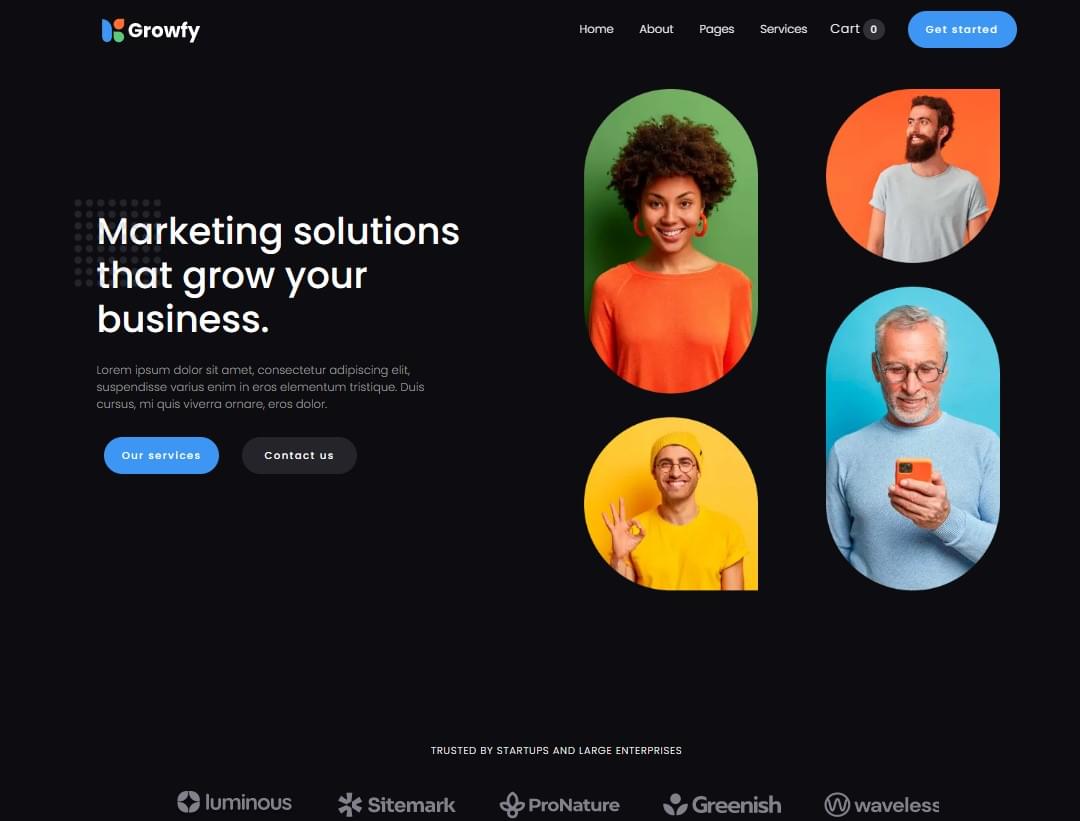 Growfy
Home About Pages Services Cart 0 Get started
Marketing solutions
that grow your
business.
Lorem ipsum dolor sit amet, consectetur adipiscing elit,
suspendisse varius enim in eros elementum tristique. Duis
cursus, mi quis viverra ornare, eros dolor.
Our services Contact us
TRUSTED BY STARTUPS AND LARGE ENTERPRISES
luminous Sitemark ProNature Greenish waveless